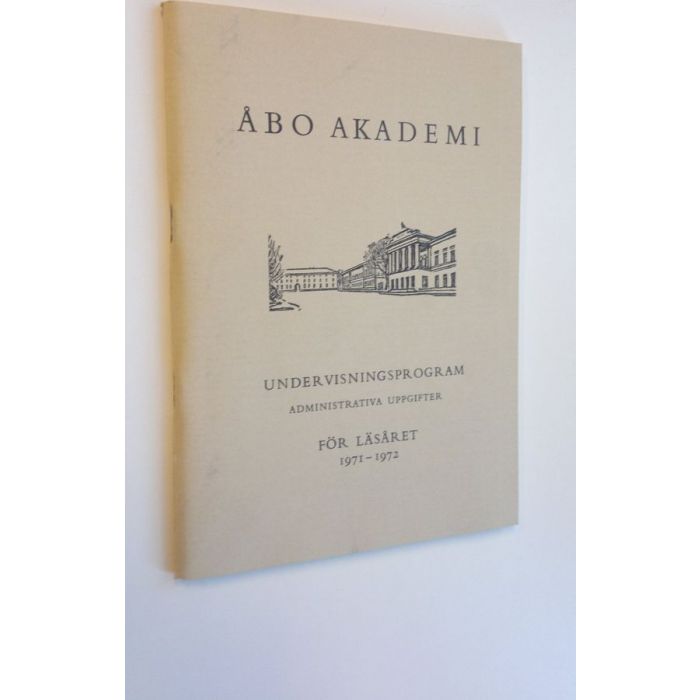 ÅBO AKADEMI
UNDERVISNINGSPROGRAM
ADMINISTRATIVA UPPGIFTER
FÖR LÄSÅRET
1971–1972